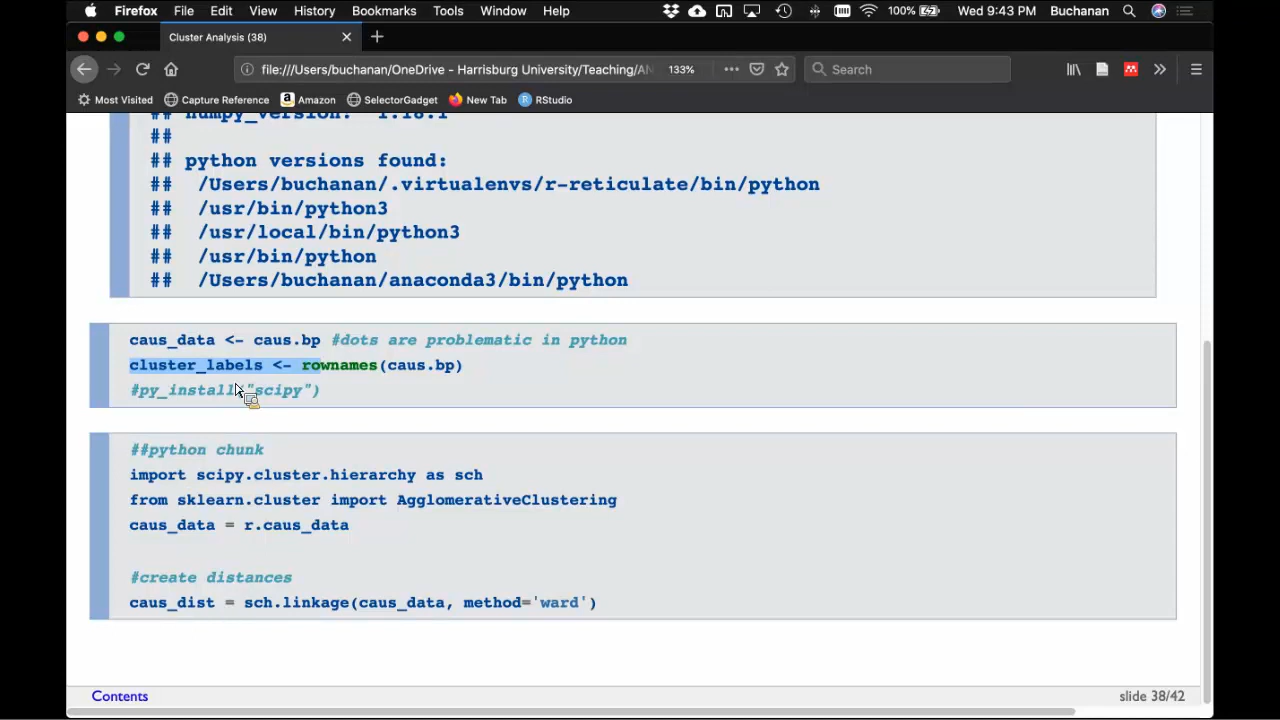 Firefox File Edit View History Bookmarks Tools Window Help 100% Wed 9:43 PM Buchanan
Cluster Analysis (38)
file:///Users/buchanan/OneDrive - Harrisburg University/Teaching/AN 133% Search
Most Visited Capture Reference Amazon SelectorGadget New Tab RStudio
## numpy_version: 1.16.1
##
## python versions found:
## /Users/buchanan/.virtualenvs/r-reticulate/bin/python
## /usr/bin/python3
## /usr/local/bin/python3
## /usr/bin/python
## /Users/buchanan/anaconda3/bin/python
caus_data <- caus.bp #dots are problematic in python
cluster_labels <- rownames(caus.bp)
#py_install("scipy")
##python chunk
import scipy.cluster.hierarchy as sch
from sklearn.cluster import AgglomerativeClustering
caus_data = r.caus_data
#create distances
caus_dist = sch.linkage(caus_data, method='ward')
Contents slide 38/42